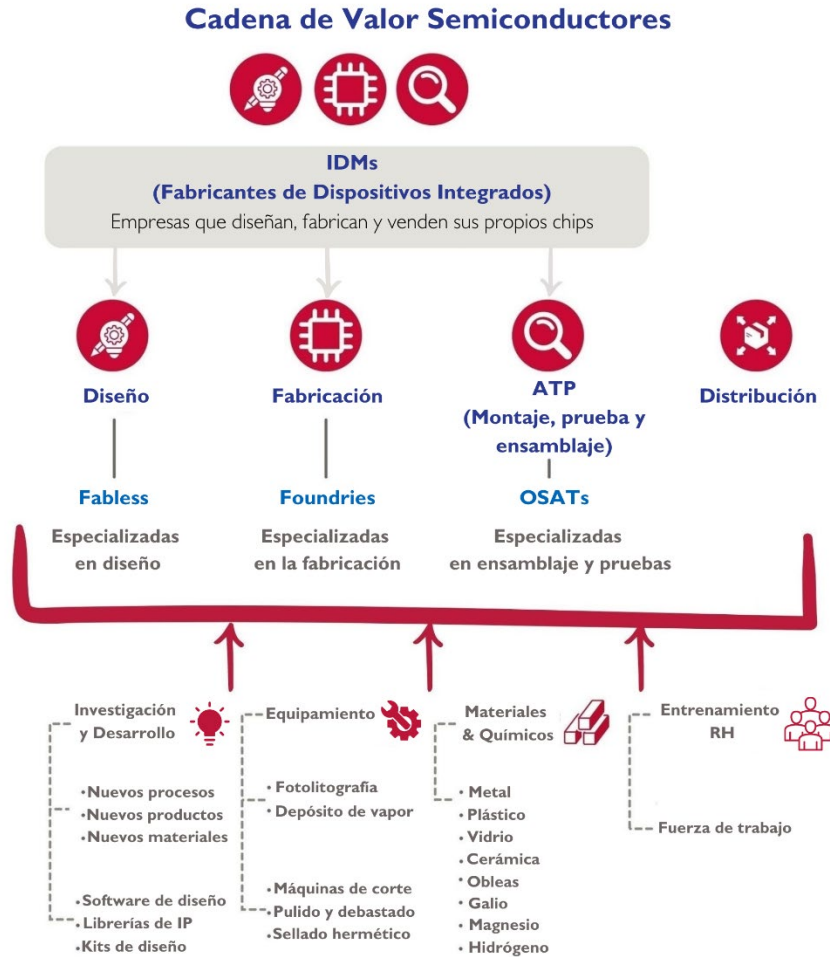 Cadena de Valor Semiconductores
IDMs
(Fabricantes de Dispositivos Integrados)
Empresas que diseñan, fabrican y venden sus propios chips
Diseño
Fabless
Especializadas
en diseño
Fabricación
Foundries
Especializadas
en la fabricación
ATP
(Montaje, prueba y
ensamblaje)
OSATs
Especializadas
en ensamblaje y pruebas
Distribución
Investigación
y Desarrollo
•Nuevos procesos
•Nuevos productos
•Nuevos materiales
•Software de diseño
•Librerías de IP
•Kits de diseño
Equipamiento
•Fotolitografía
•Depósito de vapor
•Máquinas de corte
•Pulido y debastado
•Sellado hermético
Materiales
& Químicos
•Metal
•Plástico
•Vidrio
•Cerámica
•Obleas
•Galio
•Magnesio
•Hidrógeno
Entrenamiento
RH
•Fuerza de trabajo